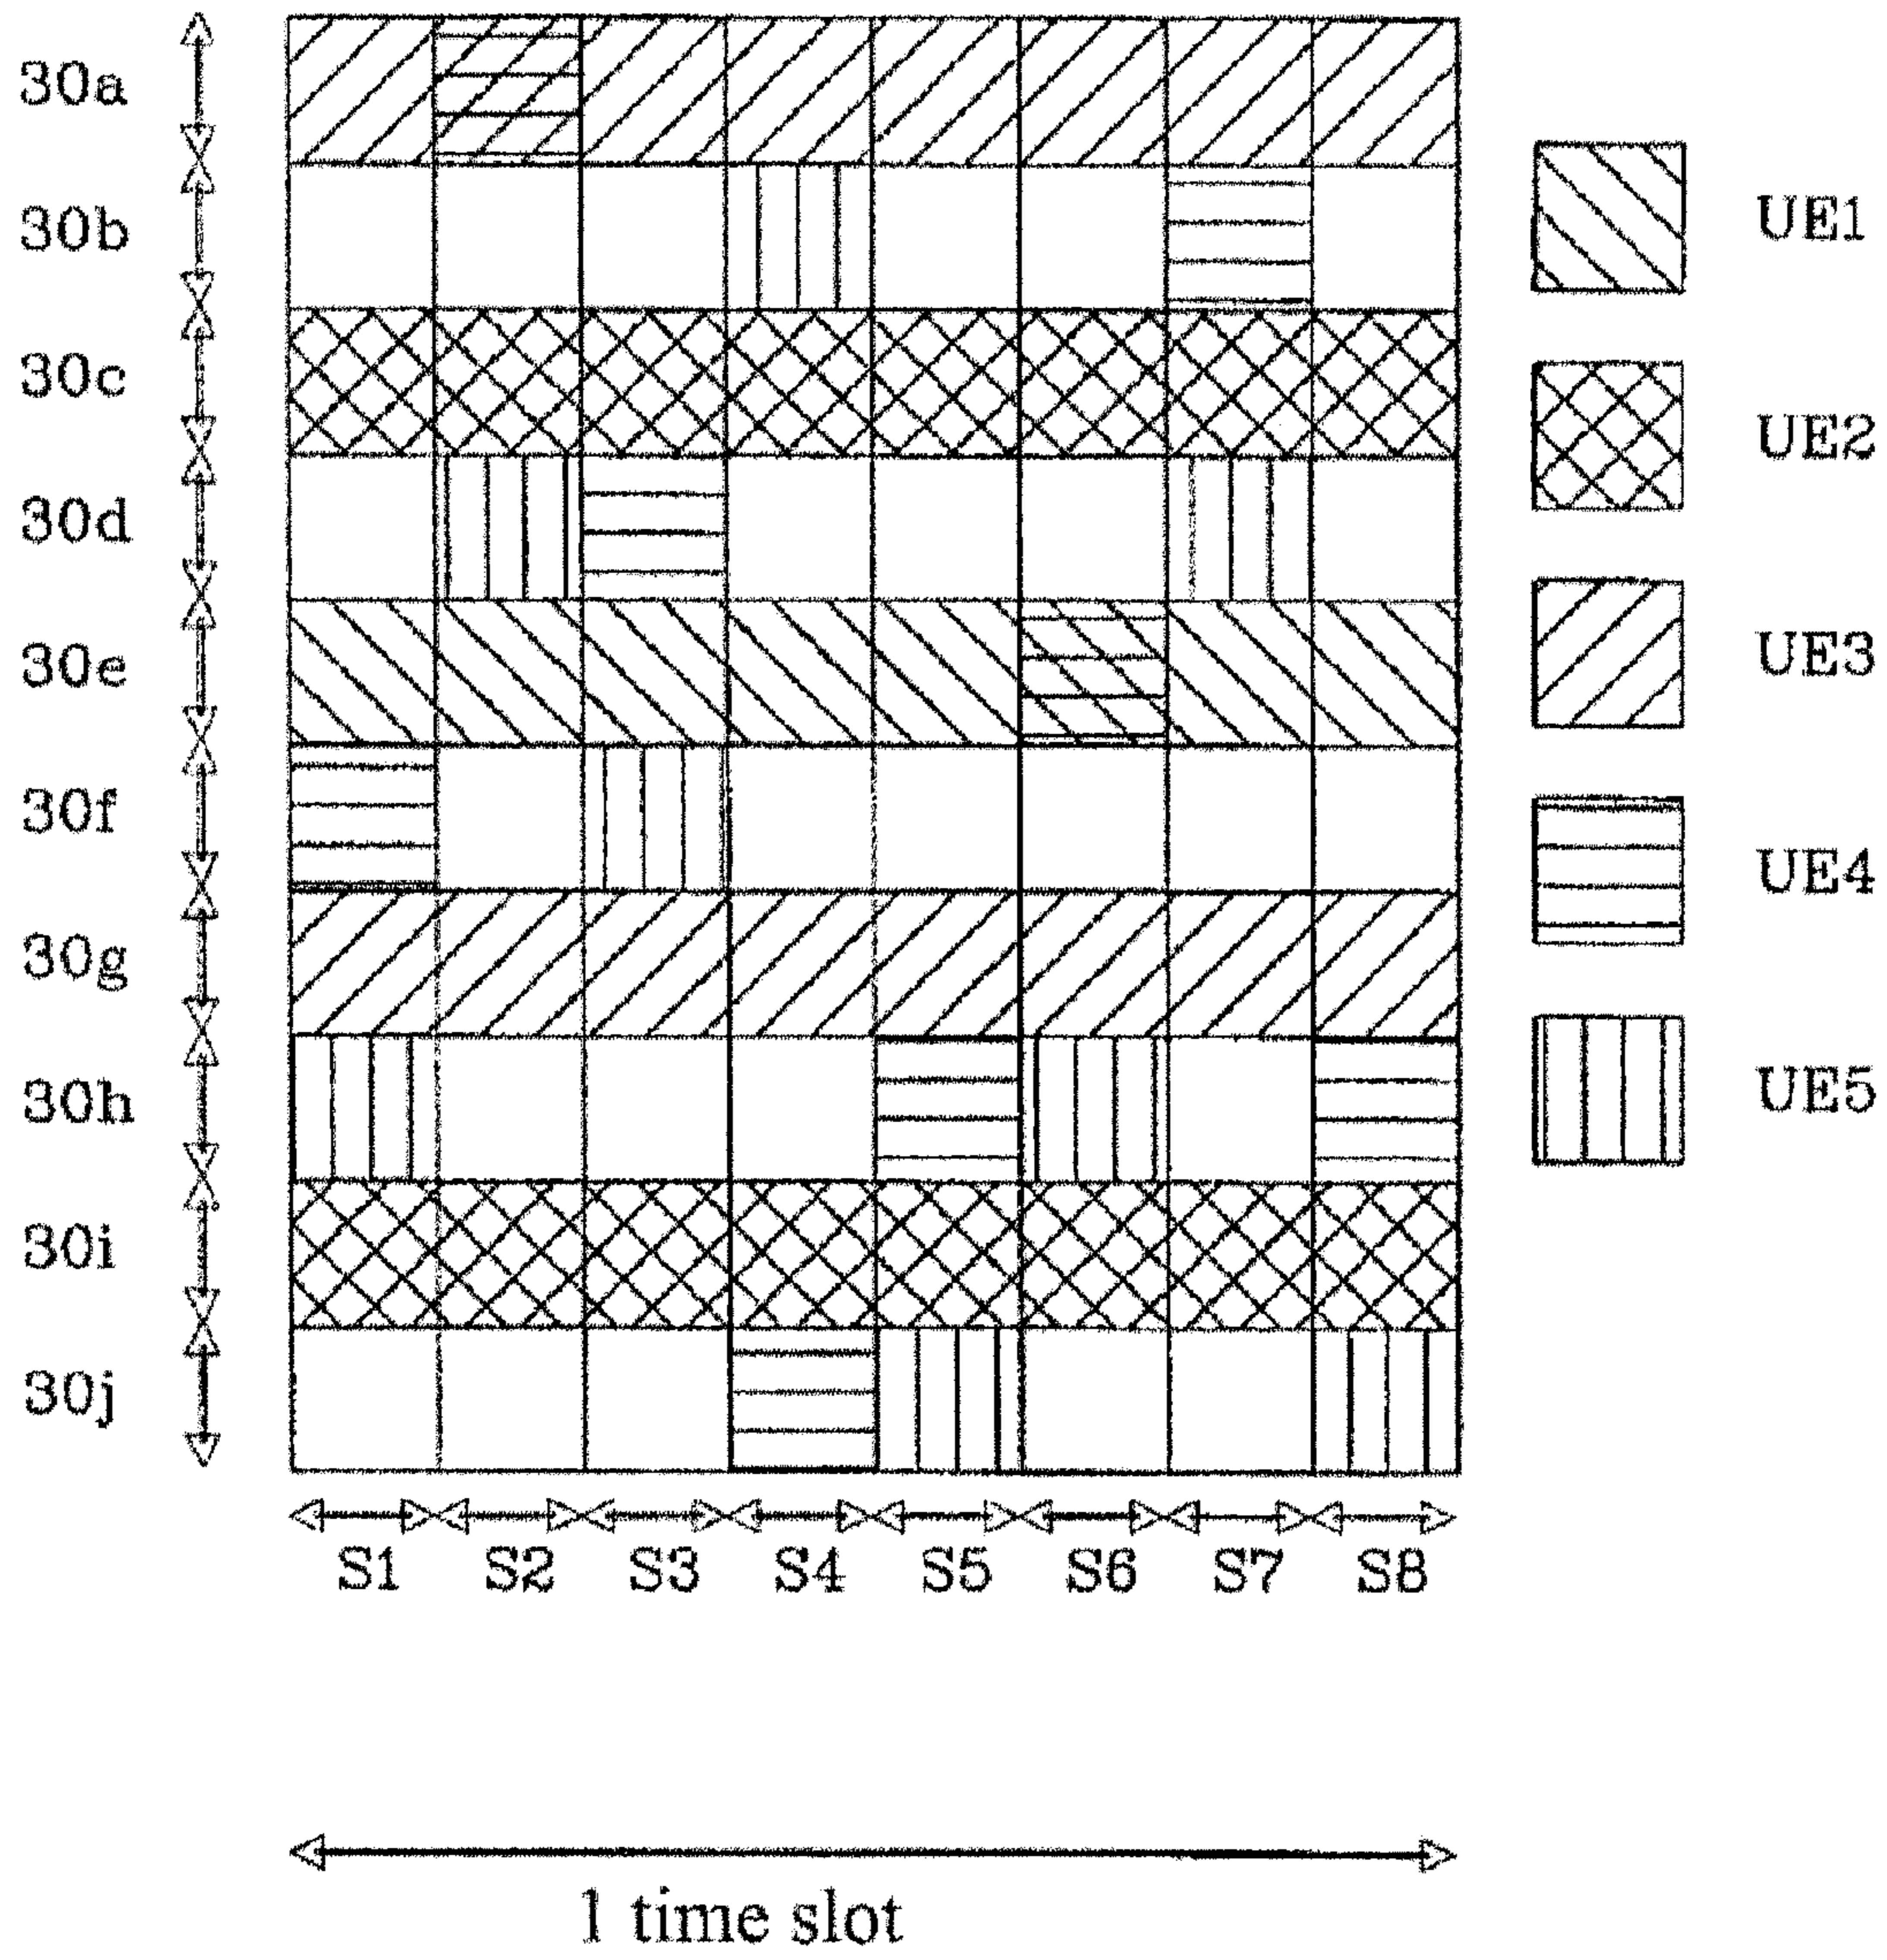 30a
30b
30c
30d
30e
30f
30g
30h
30i
30j
UE1
UE2
UE3
UE4
UE5
S1 S2 S3 S4 S5 S6 S7 S8
1 time slot